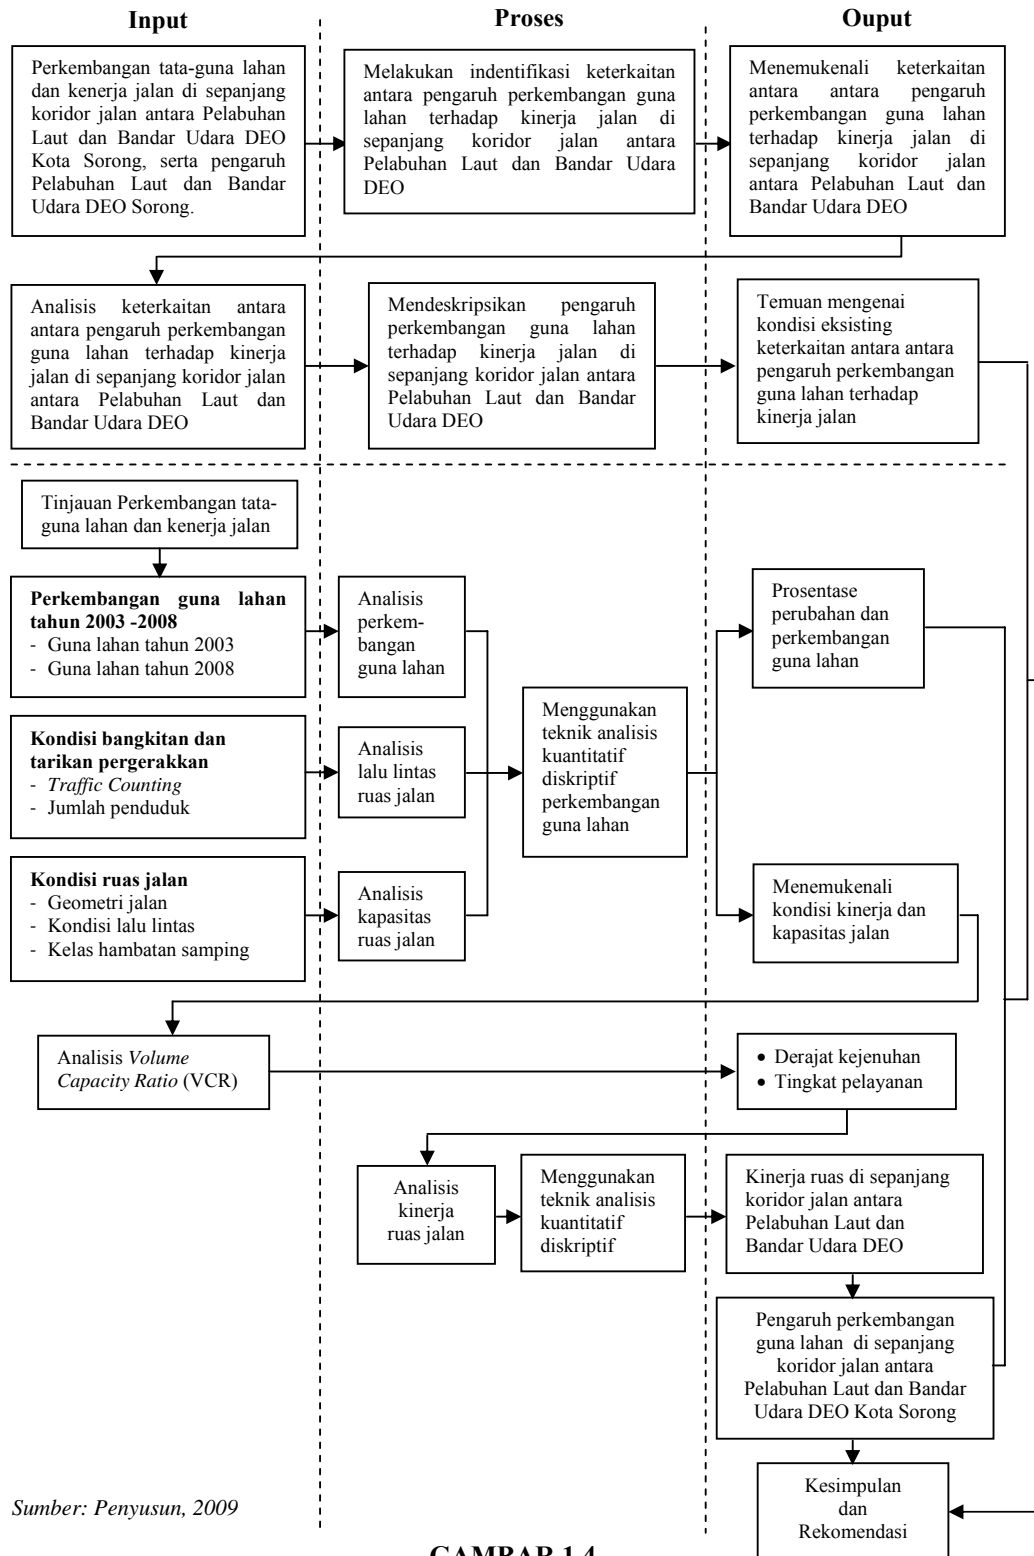 Input
Proses
Ouput
Perkembangan tata-guna lahan
dan kenerja jalan di sepanjang
koridor jalan antara Pelabuhan
Laut dan Bandar Udara DEO
Kota Sorong, serta pengaruh
Pelabuhan Laut dan Bandar
Udara DEO Sorong.
Melakukan indentifikasi keterkaitan
antara pengaruh perkembangan guna
lahan terhadap kinerja jalan di
sepanjang koridor jalan antara
Pelabuhan Laut dan Bandar Udara
DEO
Menemukenali keterkaitan
antara antara pengaruh
perkembangan guna lahan
terhadap kinerja jalan di
sepanjang koridor jalan
antara Pelabuhan Laut dan
Bandar Udara DEO
Analisis keterkaitan antara
antara pengaruh perkembangan
guna lahan terhadap kinerja
jalan di sepanjang koridor jalan
antara Pelabuhan Laut dan
Bandar Udara DEO
Mendeskripsikan pengaruh
perkembangan guna lahan
terhadap kinerja jalan di
sepanjang koridor jalan antara
Pelabuhan Laut dan Bandar
Udara DEO
Temuan mengenai
kondisi eksisting
keterkaitan antara antara
pengaruh perkembangan
guna lahan terhadap
kinerja jalan
Tinjauan Perkembangan tata-
guna lahan dan kenerja jalan
Perkembangan guna lahan
tahun 2003 -2008
- Guna lahan tahun 2003
- Guna lahan tahun 2008
Analisis
perkem-
bangan
guna lahan
Prosentase
perubahan dan
perkembangan
guna lahan
Kondisi bangkitan dan
tarikan pergerakkan
- Traffic Counting
- Jumlah penduduk
Analisis
lalu lintas
ruas jalan
Menggunakan
teknik analisis
kuantitatif
diskriptif
perkembangan
guna lahan
Kondisi ruas jalan
- Geometri jalan
- Kondisi lalu lintas
- Kelas hambatan samping
Analisis
kapasitas
ruas jalan
Menemukenali
kondisi kinerja dan
kapasitas jalan
Analisis Volume
Capacity Ratio (VCR)
• Derajat kejenuhan
• Tingkat pelayanan
Analisis
kinerja
ruas jalan
Menggunakan
teknik analisis
kuantitatif
diskriptif
Kinerja ruas di sepanjang
koridor jalan antara
Pelabuhan Laut dan
Bandar Udara DEO
Pengaruh perkembangan
guna lahan di sepanjang
koridor jalan antara
Pelabuhan Laut dan Bandar
Udara DEO Kota Sorong
Kesimpulan
dan
Rekomendasi
Sumber: Penyusun, 2009
GAMBAR 1.4